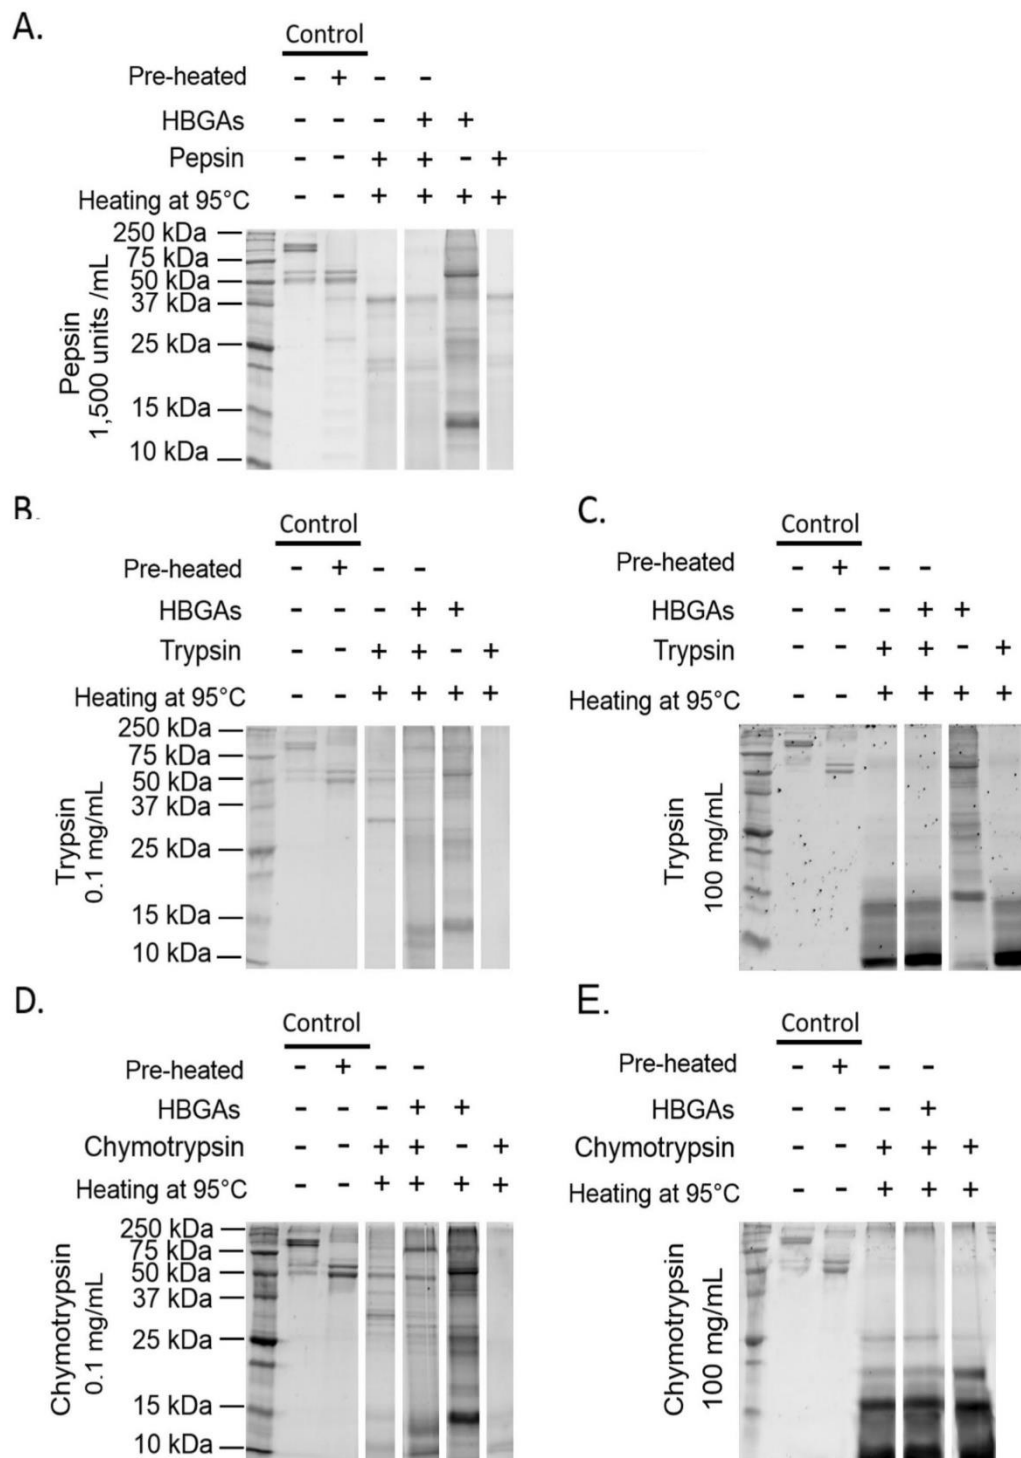 A.
Control
Pre-heated - + - -
HBGAs - - - + +
Pepsin - - + + - +
Heating at 95°C - - + + + +
Pepsin
1,500 units /mL
250 kDa
75 kDa
50 kDa
37 kDa
25 kDa
15 kDa
10 kDa
B.
Control
Pre-heated - + - -
HBGAs - - - + +
Trypsin - - + + - +
Heating at 95°C - - + + + +
Trypsin
0.1 mg/mL
250 kDa
75 kDa
50 kDa
37 kDa
25 kDa
15 kDa
10 kDa
C.
Control
Pre-heated - + - -
HBGAs - - - + +
Trypsin - - + + - +
Heating at 95°C - - + + + +
Trypsin
100 mg/mL
D.
Control
Pre-heated - + - -
HBGAs - - - + +
Chymotrypsin - - + + - +
Heating at 95°C - - + + + +
Chymotrypsin
0.1 mg/mL
250 kDa
75 kDa
50 kDa
37 kDa
25 kDa
15 kDa
10 kDa
E.
Control
Pre-heated - + - -
HBGAs - - - +
Chymotrypsin - - + + +
Heating at 95°C - - + + +
Chymotrypsin
100 mg/mL